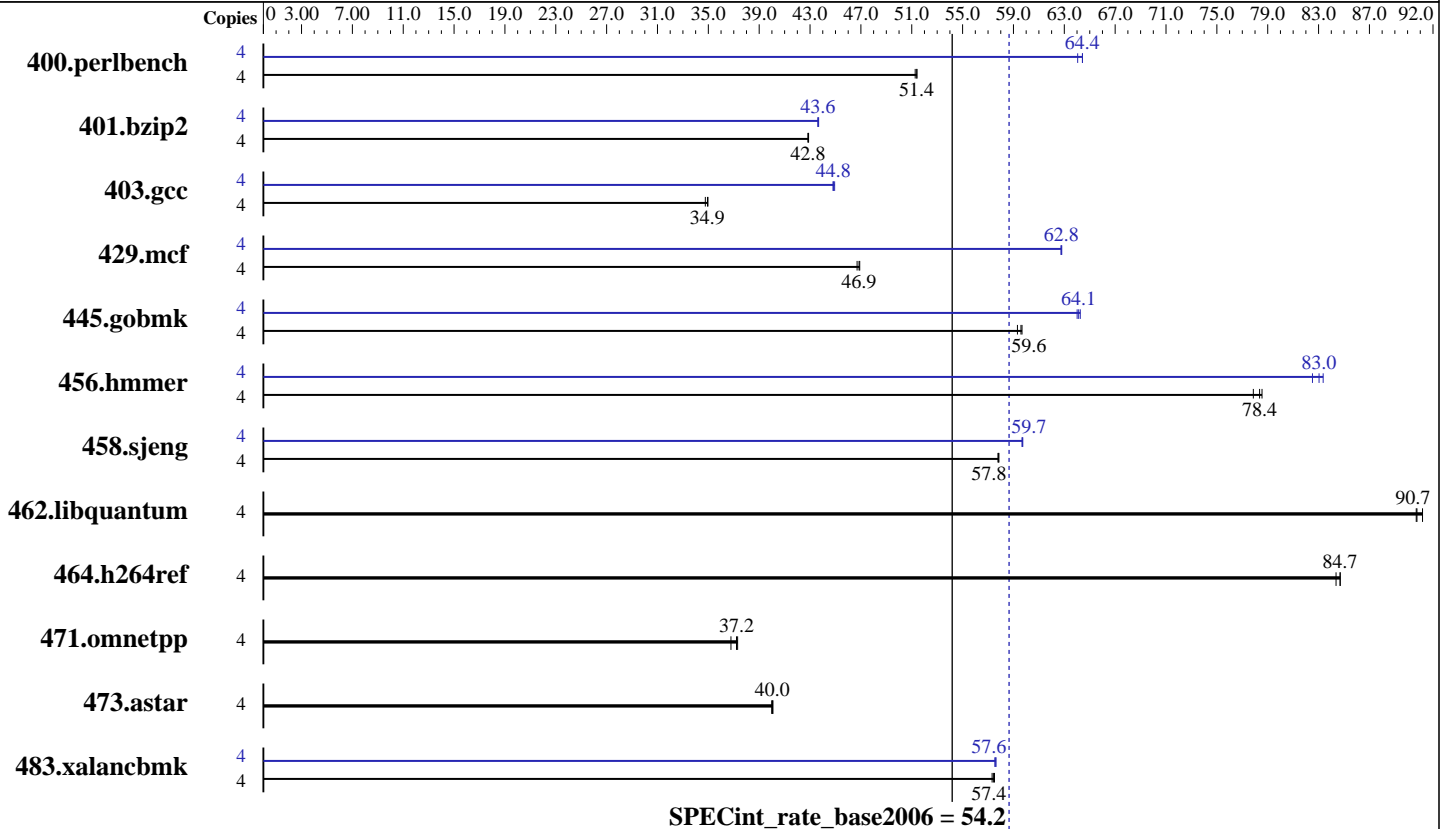 Copies 0 3.00 7.00 11.0 15.0 19.0 23.0 27.0 31.0 35.0 39.0 43.0 47.0 51.0 55.0 59.0 63.0 67.0 71.0 75.0 79.0 83.0 87.0 92.0
400.perlbench 4 64.4
4 51.4
401.bzip2 4 43.6
4 42.8
403.gcc 4 44.8
4 34.9
429.mcf 4 62.8
4 46.9
445.gobmk 4 64.1
4 59.6
456.hmmer 4 83.0
4 78.4
458.sjeng 4 59.7
4 57.8
462.libquantum 4 90.7
464.h264ref 4 84.7
471.omnetpp 4 37.2
473.astar 4 40.0
483.xalancbmk 4 57.6
4 57.4
SPECint_rate_base2006 = 54.2